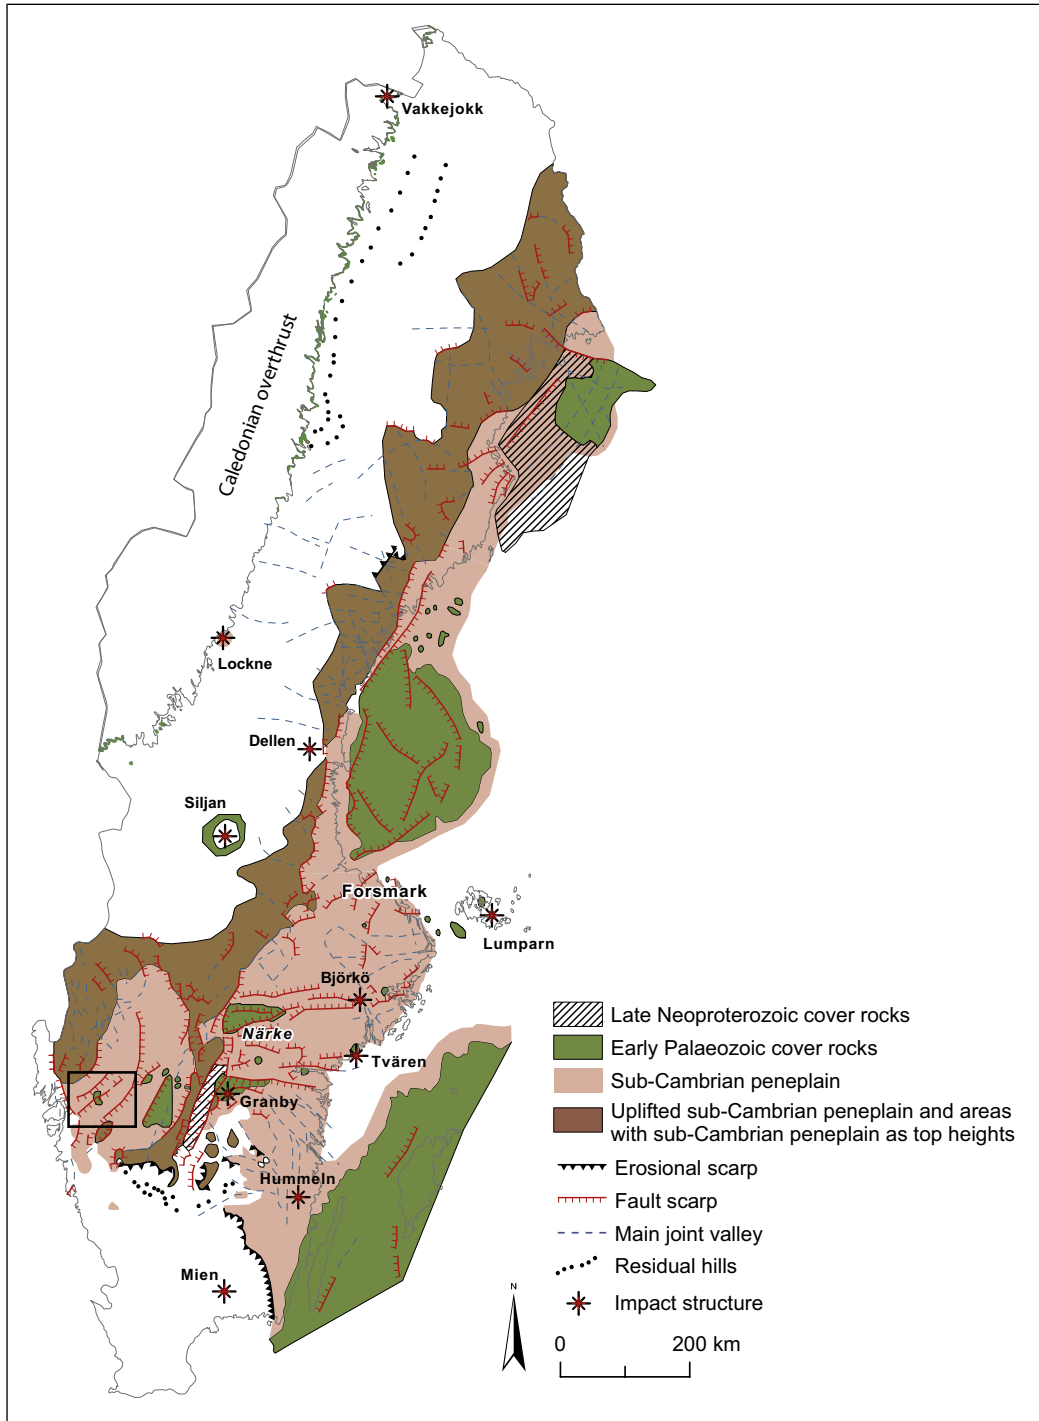 Vakkejokk
Caledonian overthrust
Lockne
Dellen
Siljan
Forsmark
Lumparn
Björkö
Närke
Tvären
Granby
Hummeln
Mien
Late Neoproterozoic cover rocks
Early Palaeozoic cover rocks
Sub-Cambrian peneplain
Uplifted sub-Cambrian peneplain and areas
with sub-Cambrian peneplain as top heights
Erosional scarp
Fault scarp
Main joint valley
Residual hills
Impact structure
N
0 200 km